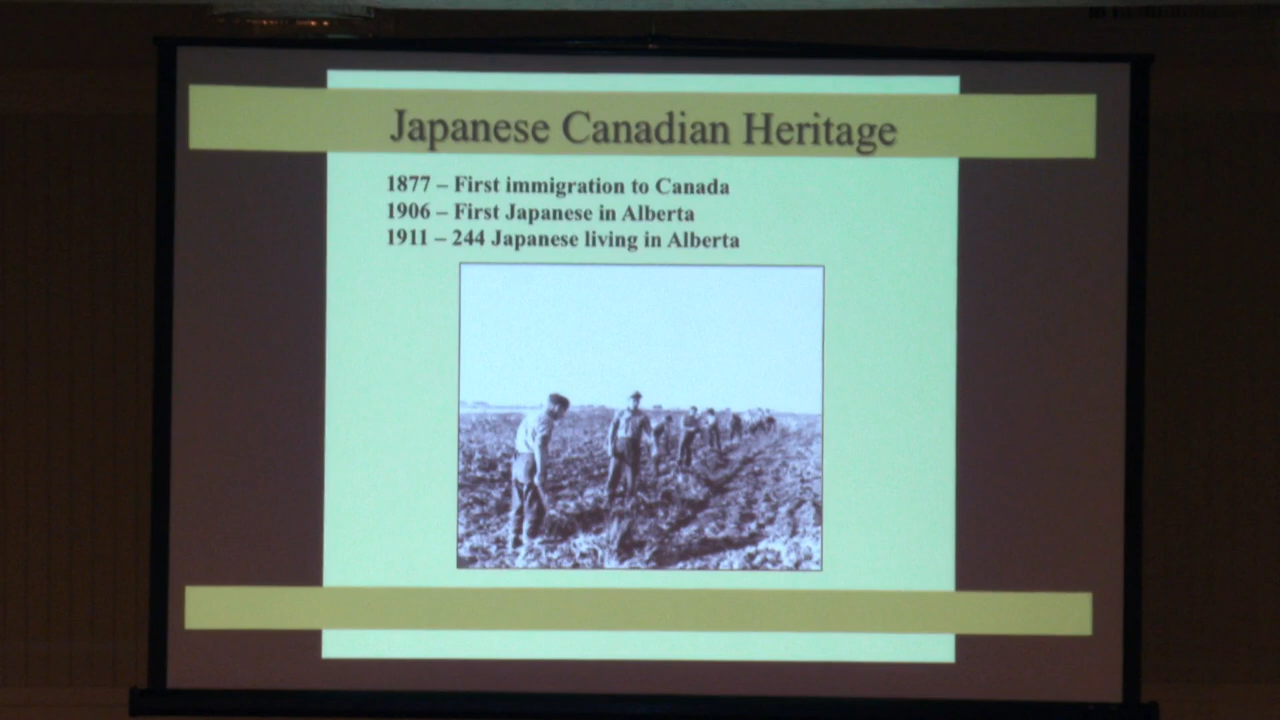 Japanese Canadian Heritage
1877 – First immigration to Canada
1906 – First Japanese in Alberta
1911 – 244 Japanese living in Alberta